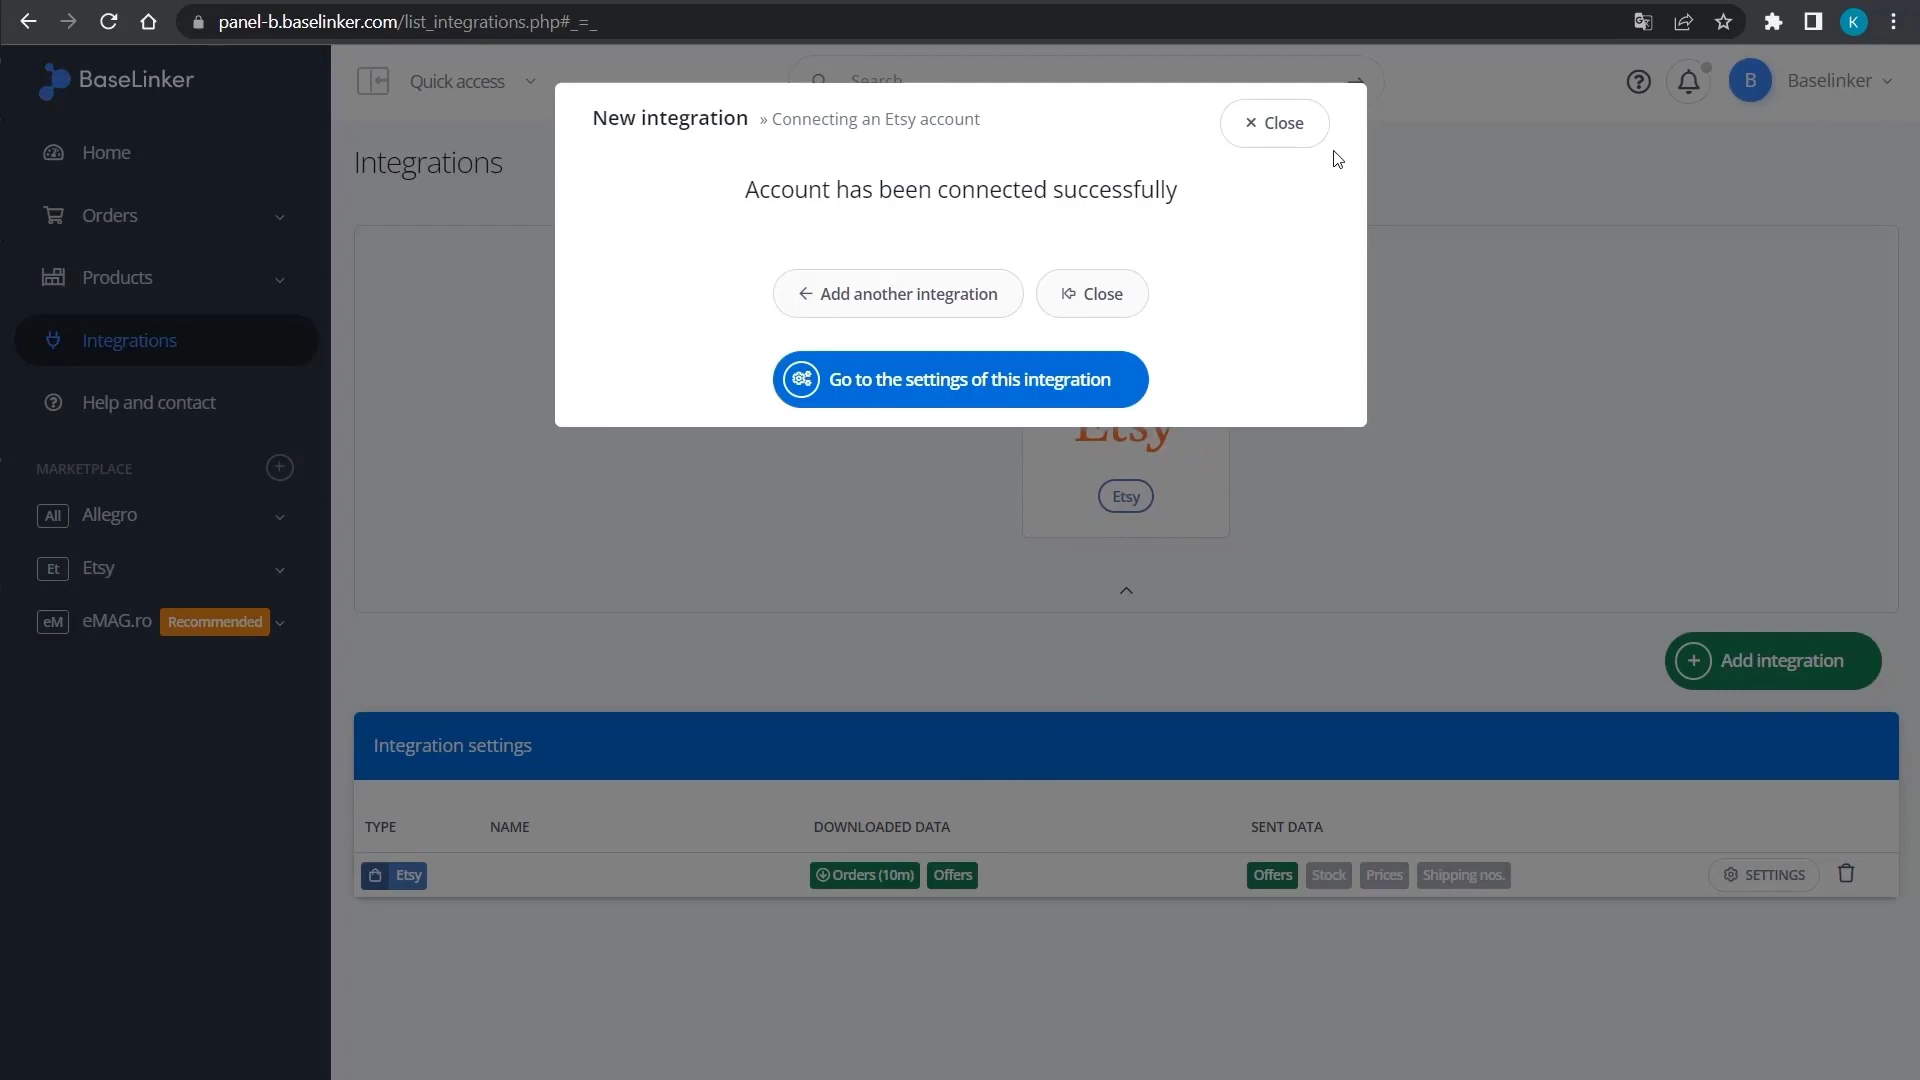 panel-b.baselinker.com/list_integrations.php#_=_
K
BaseLinker
Quick access
Search
B
Baselinker
New integration » Connecting an Etsy account
× Close
Account has been connected successfully
Add another integration
Close
Go to the settings of this integration
Home
Orders
Products
Integrations
Help and contact
MARKETPLACE
All Allegro
Et Etsy
eM eMAG.ro Recommended
Integrations
Etsy
Etsy
Add integration
Integration settings
TYPE NAME DOWNLOADED DATA SENT DATA
Etsy Orders (10m) Offers Offers Stock Prices Shipping nos. SETTINGS